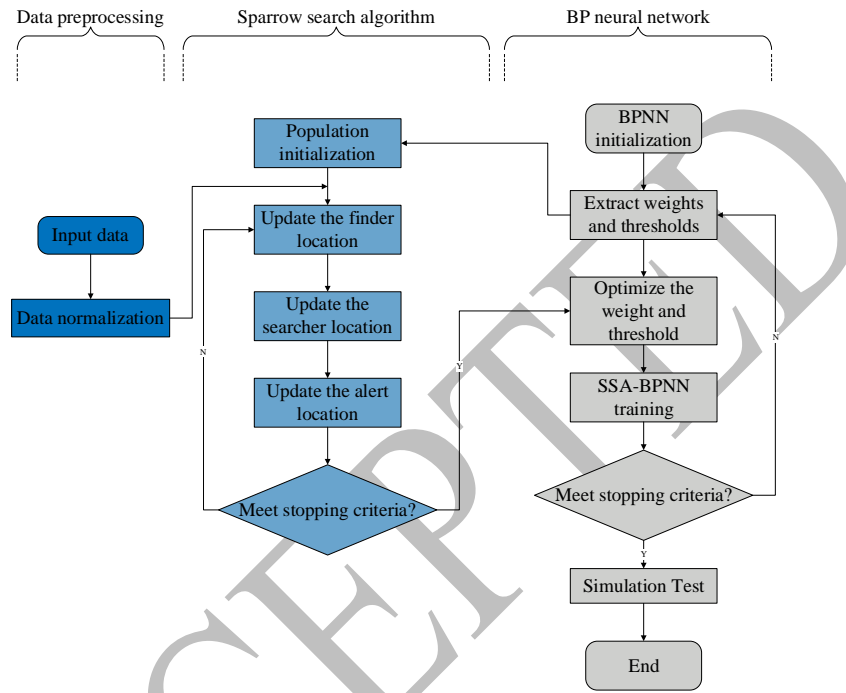 Data preprocessing
Sparrow search algorithm
BP neural network
Input data
Data normalization
Population
initialization
Update the finder
location
Update the
searcher location
Update the alert
location
Meet stopping criteria?
N
Y
BPNN
initialization
Extract weights
and thresholds
Optimize the
weight and
threshold
SSA-BPNN
training
Meet stopping criteria?
N
Y
Simulation Test
End
CEPTED